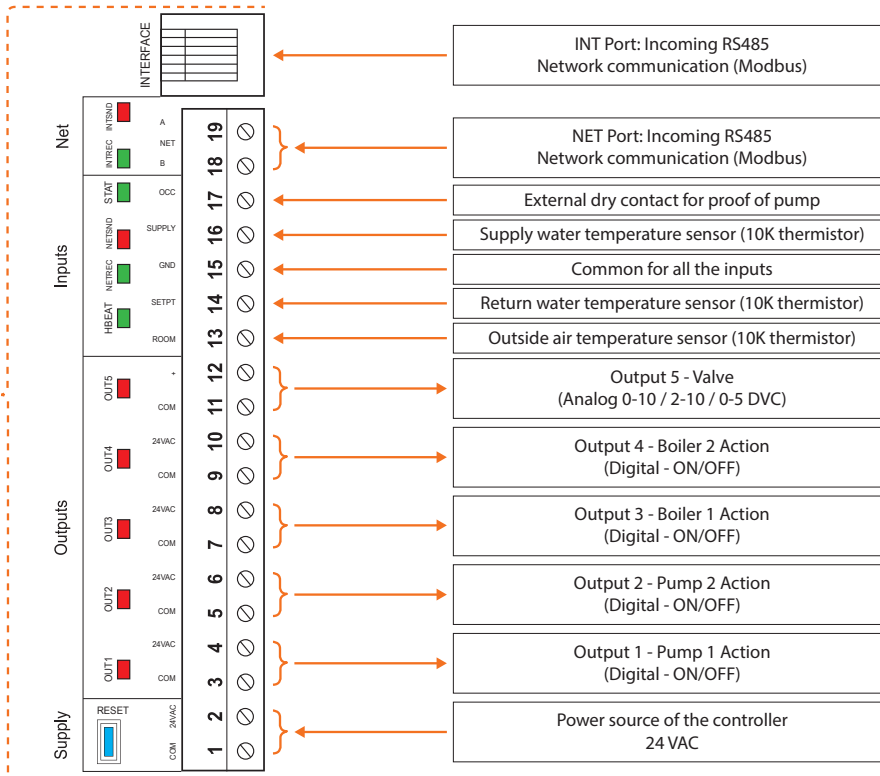 INTERFACE
INT Port: Incoming RS485
Network communication (Modbus)
Net
INTSND
INTREC
A
NET
B
19
18
NET Port: Incoming RS485
Network communication (Modbus)
Inputs
STAT
NETSND
NETREC
HBEAT
OCC
17
External dry contact for proof of pump
SUPPLY
16
Supply water temperature sensor (10K thermistor)
GND
15
Common for all the inputs
SETPT
14
Return water temperature sensor (10K thermistor)
ROOM
13
Outside air temperature sensor (10K thermistor)
Outputs
OUT5
+
COM
12
11
Output 5 - Valve
(Analog 0-10 / 2-10 / 0-5 DVC)
OUT4
24VAC
COM
10
9
Output 4 - Boiler 2 Action
(Digital - ON/OFF)
OUT3
24VAC
COM
8
7
Output 3 - Boiler 1 Action
(Digital - ON/OFF)
OUT2
24VAC
COM
6
5
Output 2 - Pump 2 Action
(Digital - ON/OFF)
OUT1
24VAC
COM
4
3
Output 1 - Pump 1 Action
(Digital - ON/OFF)
Supply
RESET
24VAC
COM
2
1
Power source of the controller
24 VAC